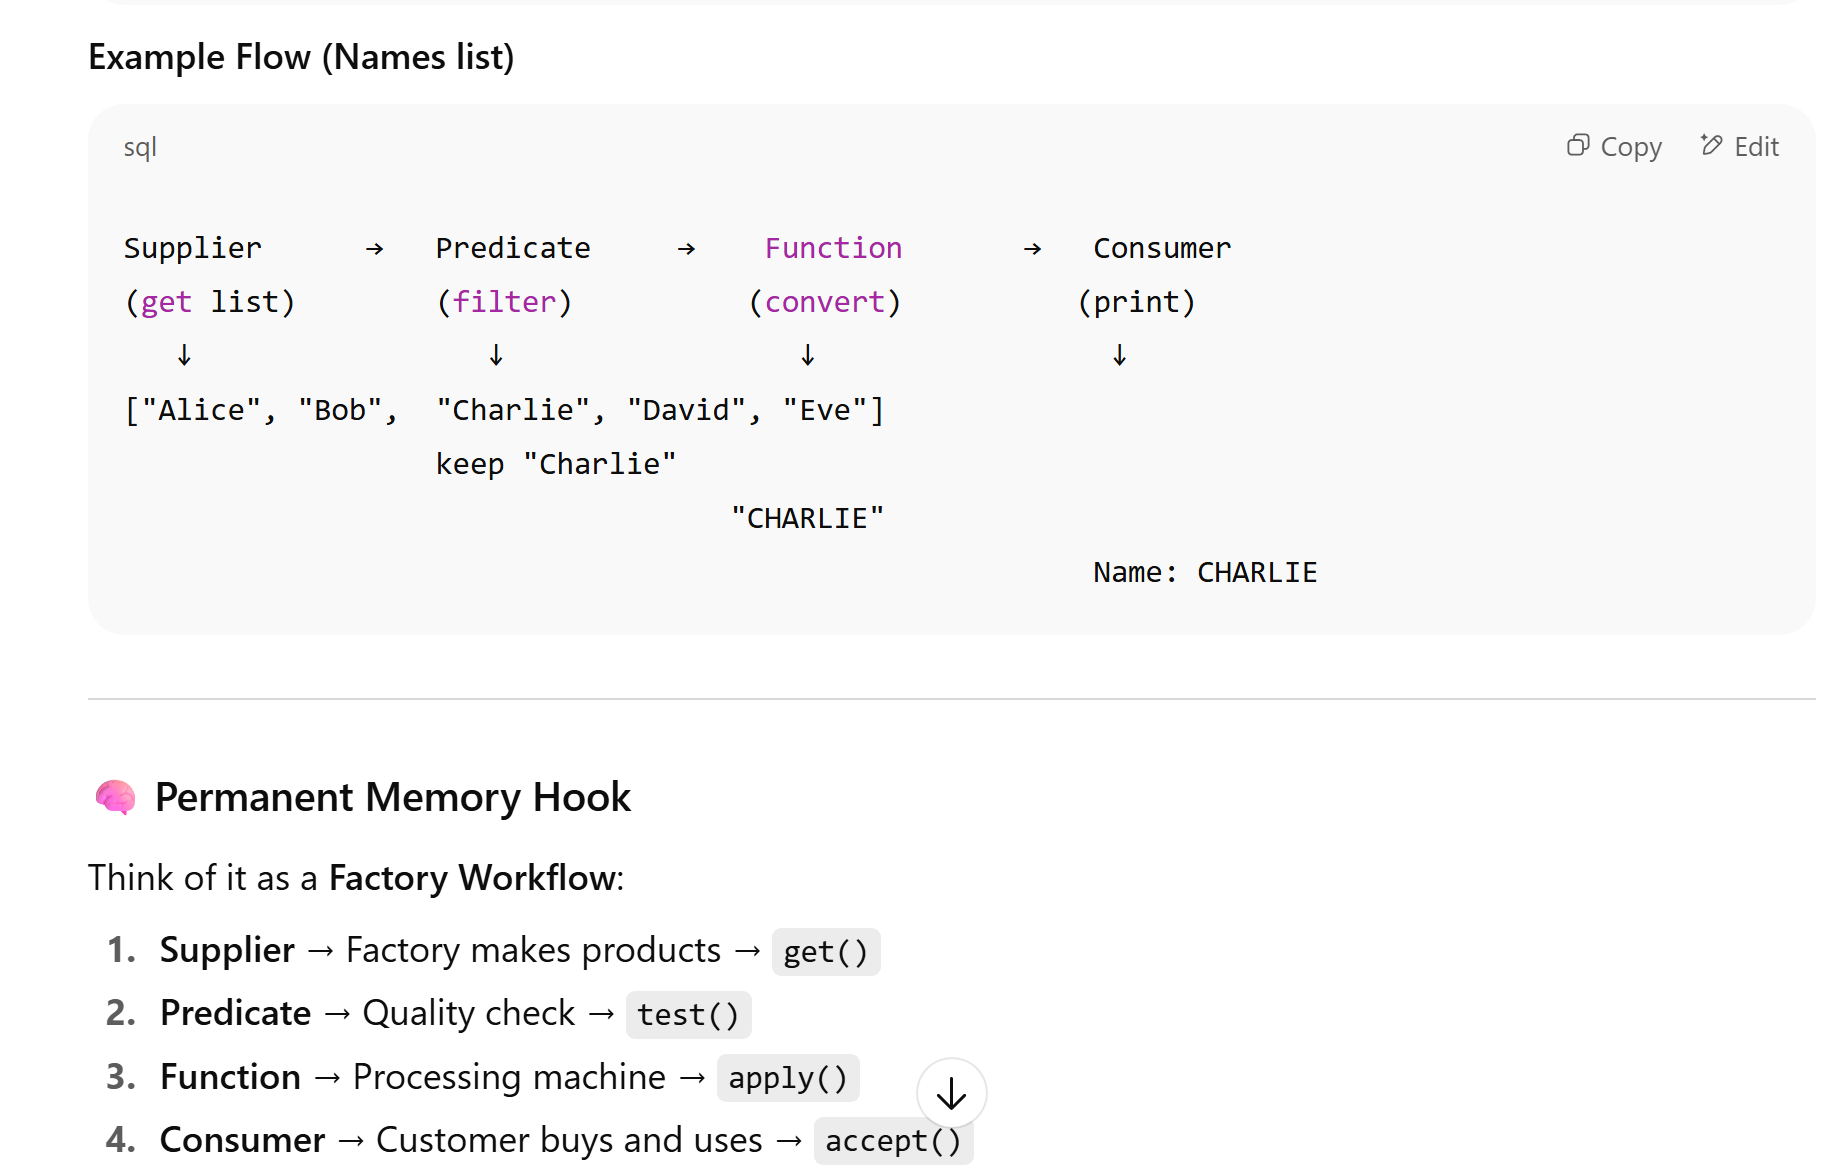 Example Flow (Names list)
sql
Copy
Edit
Supplier → Predicate → Function → Consumer
(get list) (filter) (convert) (print)
↓ ↓ ↓ ↓
["Alice", "Bob", "Charlie", "David", "Eve"]
keep "Charlie"
"CHARLIE"
Name: CHARLIE
🧠 Permanent Memory Hook
Think of it as a Factory Workflow:
1. Supplier → Factory makes products → get()
2. Predicate → Quality check → test()
3. Function → Processing machine → apply()
4. Consumer → Customer buys and uses → accept()